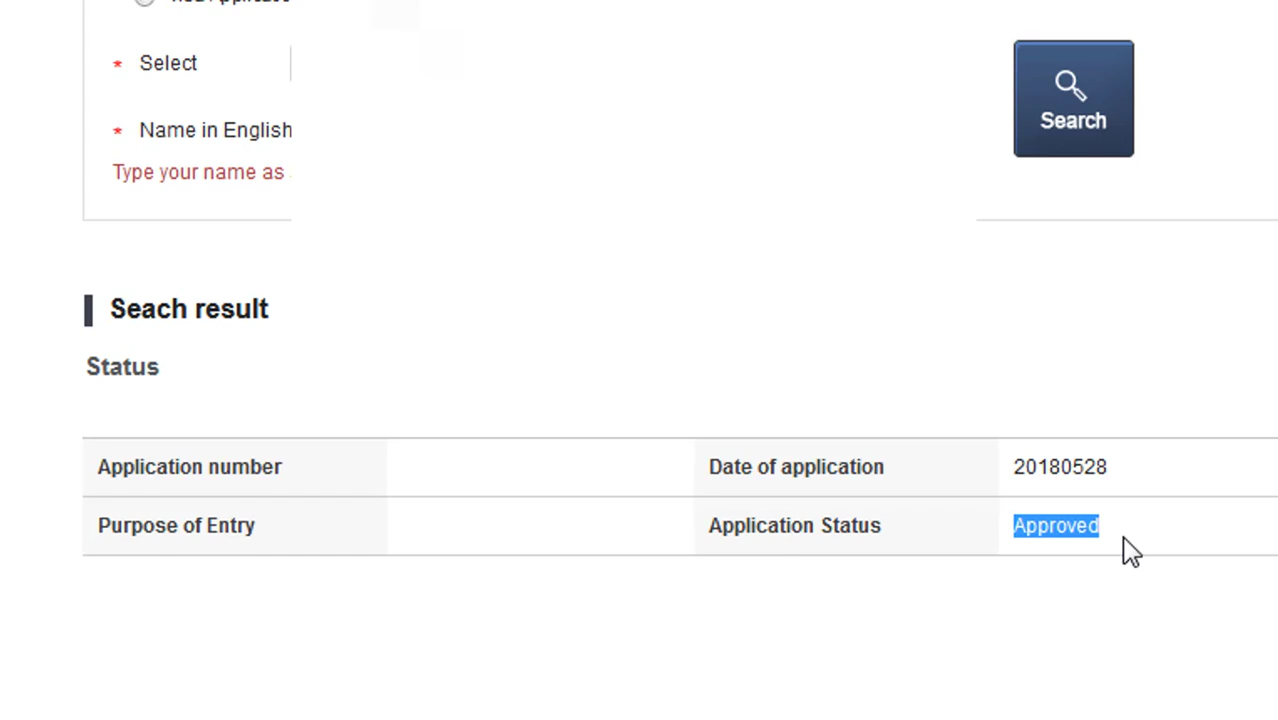 * Select
Search
* Name in English
Type your name as
Seach result
Status
Application number
Date of application 20180528
Purpose of Entry
Application Status Approved